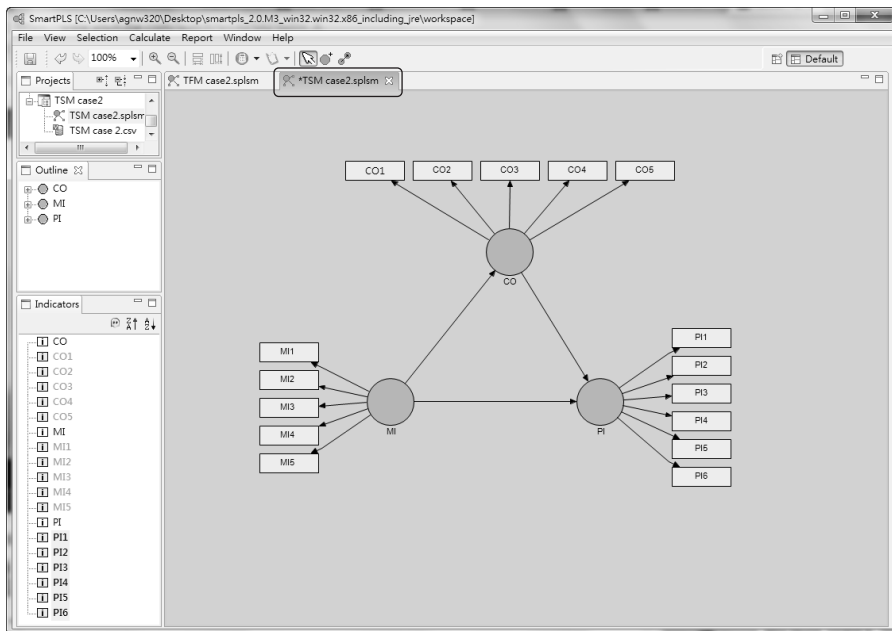 SmartPLS [C:\Users\agnw320\Desktop\smartpls_2.0.M3_win32.win32.x86_including_jre\workspace]
File View Selection Calculate Report Window Help
100%
Default
Projects
TFM case2.splsm
*TSM case2.splsm
TSM case2
TSM case2.splsm
TSM case 2.csv
Outline
CO
MI
PI
Indicators
CO
CO1
CO2
CO3
CO4
CO5
MI
MI1
MI2
MI3
MI4
MI5
PI
PI1
PI2
PI3
PI4
PI5
PI6
CO1 CO2 CO3 CO4 CO5
CO
MI1
MI2
MI3
MI4
MI5
MI
PI1
PI2
PI3
PI4
PI5
PI6
PI